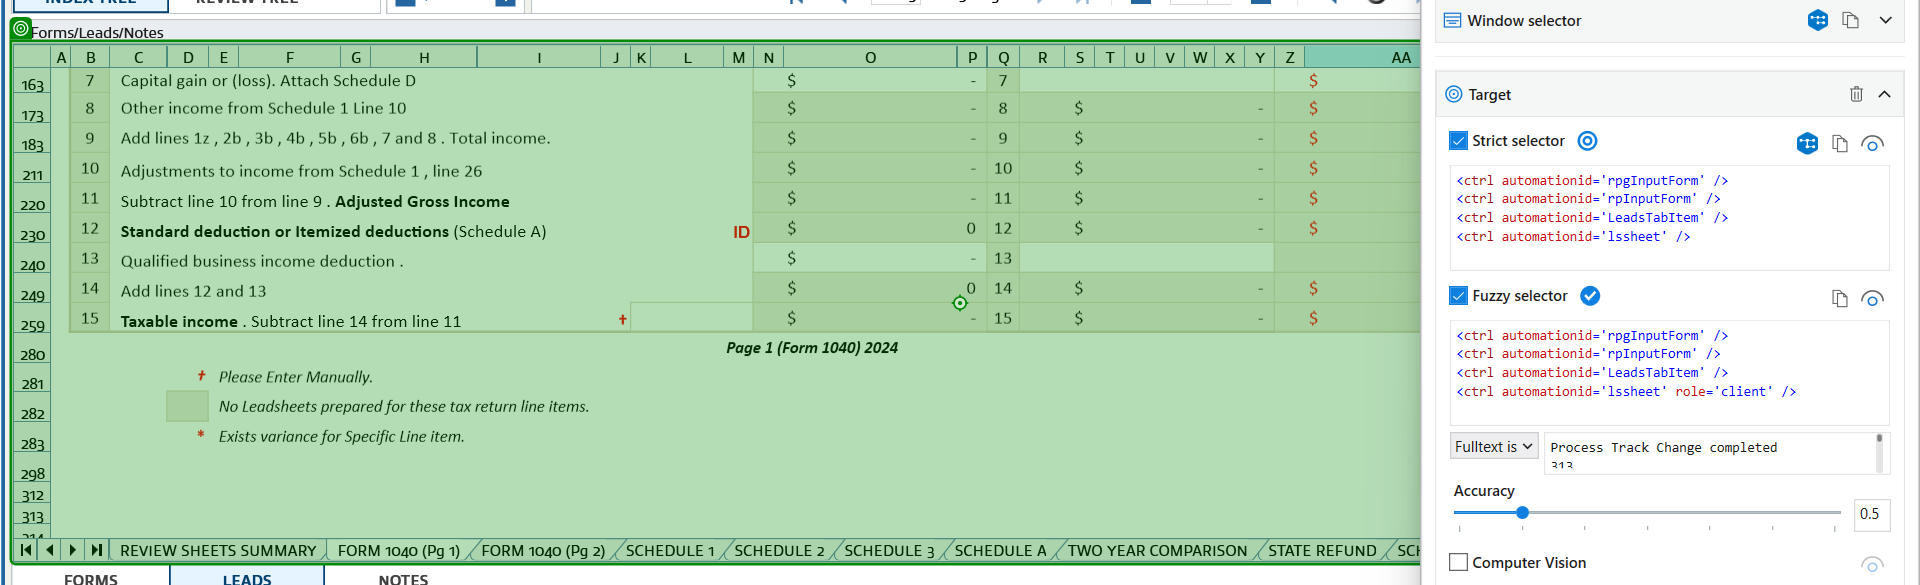 INDEX TREE REVIEW TREE
Forms/Leads/Notes
A B C D E F G H I J K L M N O P Q R S T U V W X Y Z AA
163 7 Capital gain or (loss). Attach Schedule D $ - 7 $
173 8 Other income from Schedule 1 Line 10 $ - 8 $ - $
183 9 Add lines 1z , 2b , 3b , 4b , 5b , 6b , 7 and 8 . Total income. $ - 9 $ - $
211 10 Adjustments to income from Schedule 1 , line 26 $ - 10 $ - $
220 11 Subtract line 10 from line 9 . Adjusted Gross Income $ - 11 $ - $
230 12 Standard deduction or Itemized deductions (Schedule A) ID $ 0 12 $ - $
240 13 Qualified business income deduction . $ - 13
249 14 Add lines 12 and 13 $ 0 14 $ - $
259 15 Taxable income . Subtract line 14 from line 11 † $ - 15 $ - $
280 Page 1 (Form 1040) 2024
281 † Please Enter Manually.
282 No Leadsheets prepared for these tax return line items.
283 * Exists variance for Specific Line item.
298
312
313
314
REVIEW SHEETS SUMMARY FORM 1040 (Pg 1) FORM 1040 (Pg 2) SCHEDULE 1 SCHEDULE 2 SCHEDULE 3 SCHEDULE A TWO YEAR COMPARISON STATE REFUND SCH
FORMS LEADS NOTES
Window selector
Target
Strict selector
<ctrl automationid='rpgInputForm' />
<ctrl automationid='rpInputForm' />
<ctrl automationid='LeadsTabItem' />
<ctrl automationid='lssheet' />
Fuzzy selector
<ctrl automationid='rpgInputForm' />
<ctrl automationid='rpInputForm' />
<ctrl automationid='LeadsTabItem' />
<ctrl automationid='lssheet' role='client' />
Fulltext is Process Track Change completed
313
Accuracy
0.5
Computer Vision